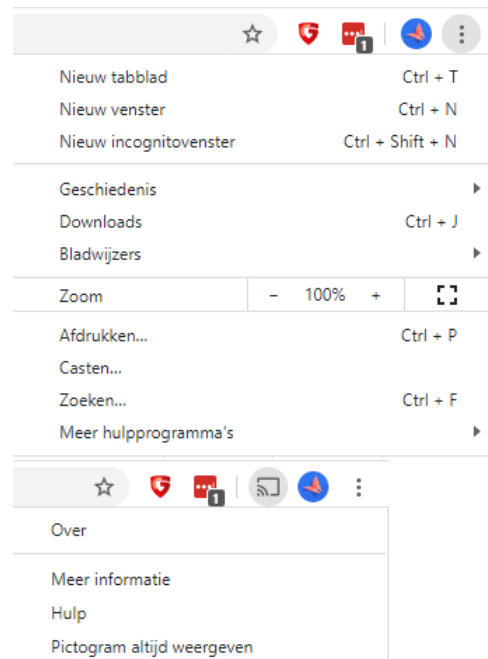 1
Nieuw tabblad Ctrl + T
Nieuw venster Ctrl + N
Nieuw incognitovenster Ctrl + Shift + N
Geschiedenis
Downloads Ctrl + J
Bladwijzers
Zoom - 100% +
Afdrukken... Ctrl + P
Casten...
Zoeken... Ctrl + F
Meer hulpprogramma's
1
Over
Meer informatie
Hulp
Pictogram altijd weergeven